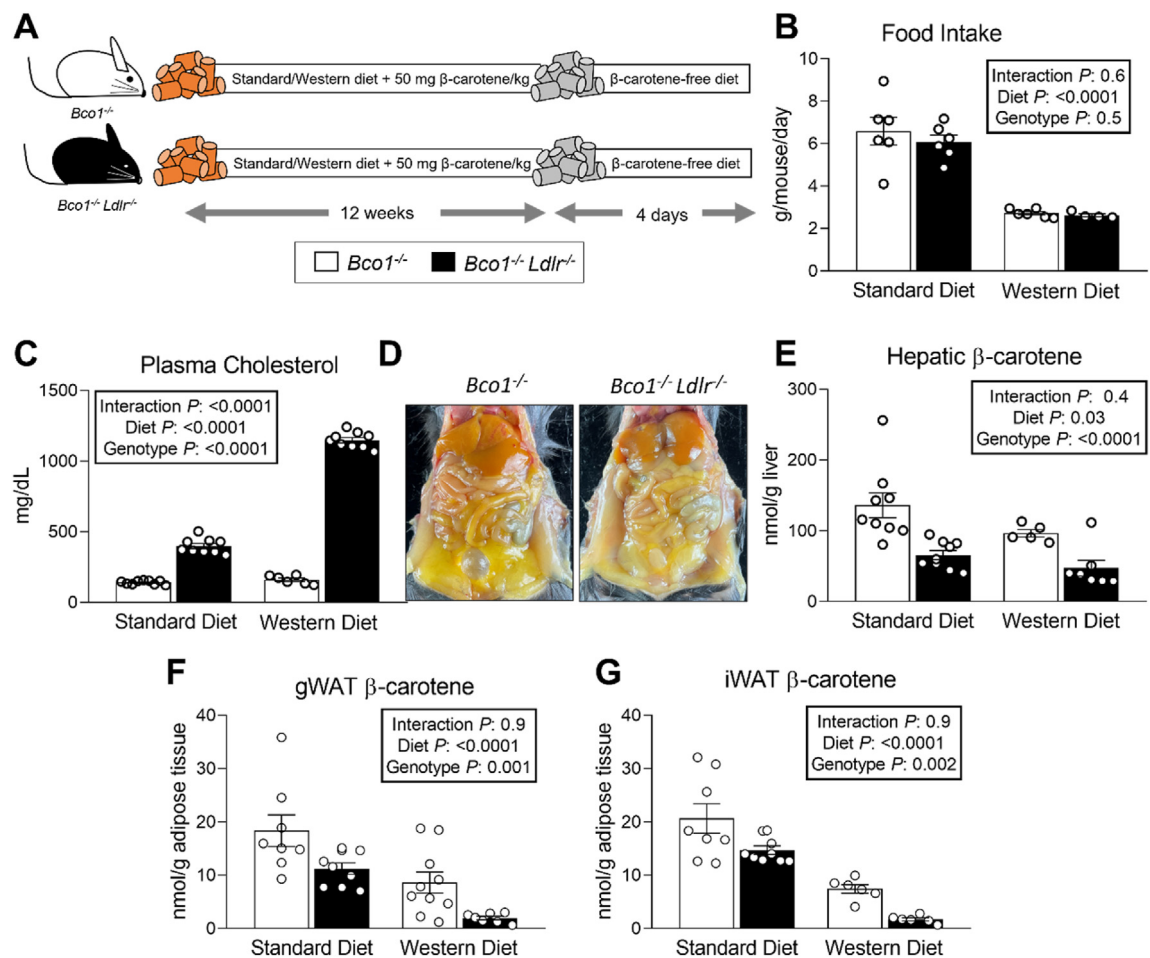 A
Standard/Western diet + 50 mg β-carotene/kg
β-carotene-free diet
Bco1-/-
Standard/Western diet + 50 mg β-carotene/kg
β-carotene-free diet
Bco1-/- Ldlr-/-
12 weeks
4 days
Bco1-/-
Bco1-/- Ldlr-/-
B
Food Intake
Interaction P: 0.6
Diet P: <0.0001
Genotype P: 0.5
g/mouse/day
10
8
6
4
2
0
Standard Diet
Western Diet
C
Plasma Cholesterol
Interaction P: <0.0001
Diet P: <0.0001
Genotype P: <0.0001
mg/dL
1500
1000
500
0
Standard Diet
Western Diet
D
Bco1-/-
Bco1-/- Ldlr-/-
E
Hepatic β-carotene
Interaction P: 0.4
Diet P: 0.03
Genotype P: <0.0001
nmol/g liver
300
200
100
0
Standard Diet
Western Diet
F
gWAT β-carotene
Interaction P: 0.9
Diet P: <0.0001
Genotype P: 0.001
nmol/g adipose tissue
40
30
20
10
0
Standard Diet
Western Diet
G
iWAT β-carotene
Interaction P: 0.9
Diet P: <0.0001
Genotype P: 0.002
nmol/g adipose tissue
40
30
20
10
0
Standard Diet
Western Diet